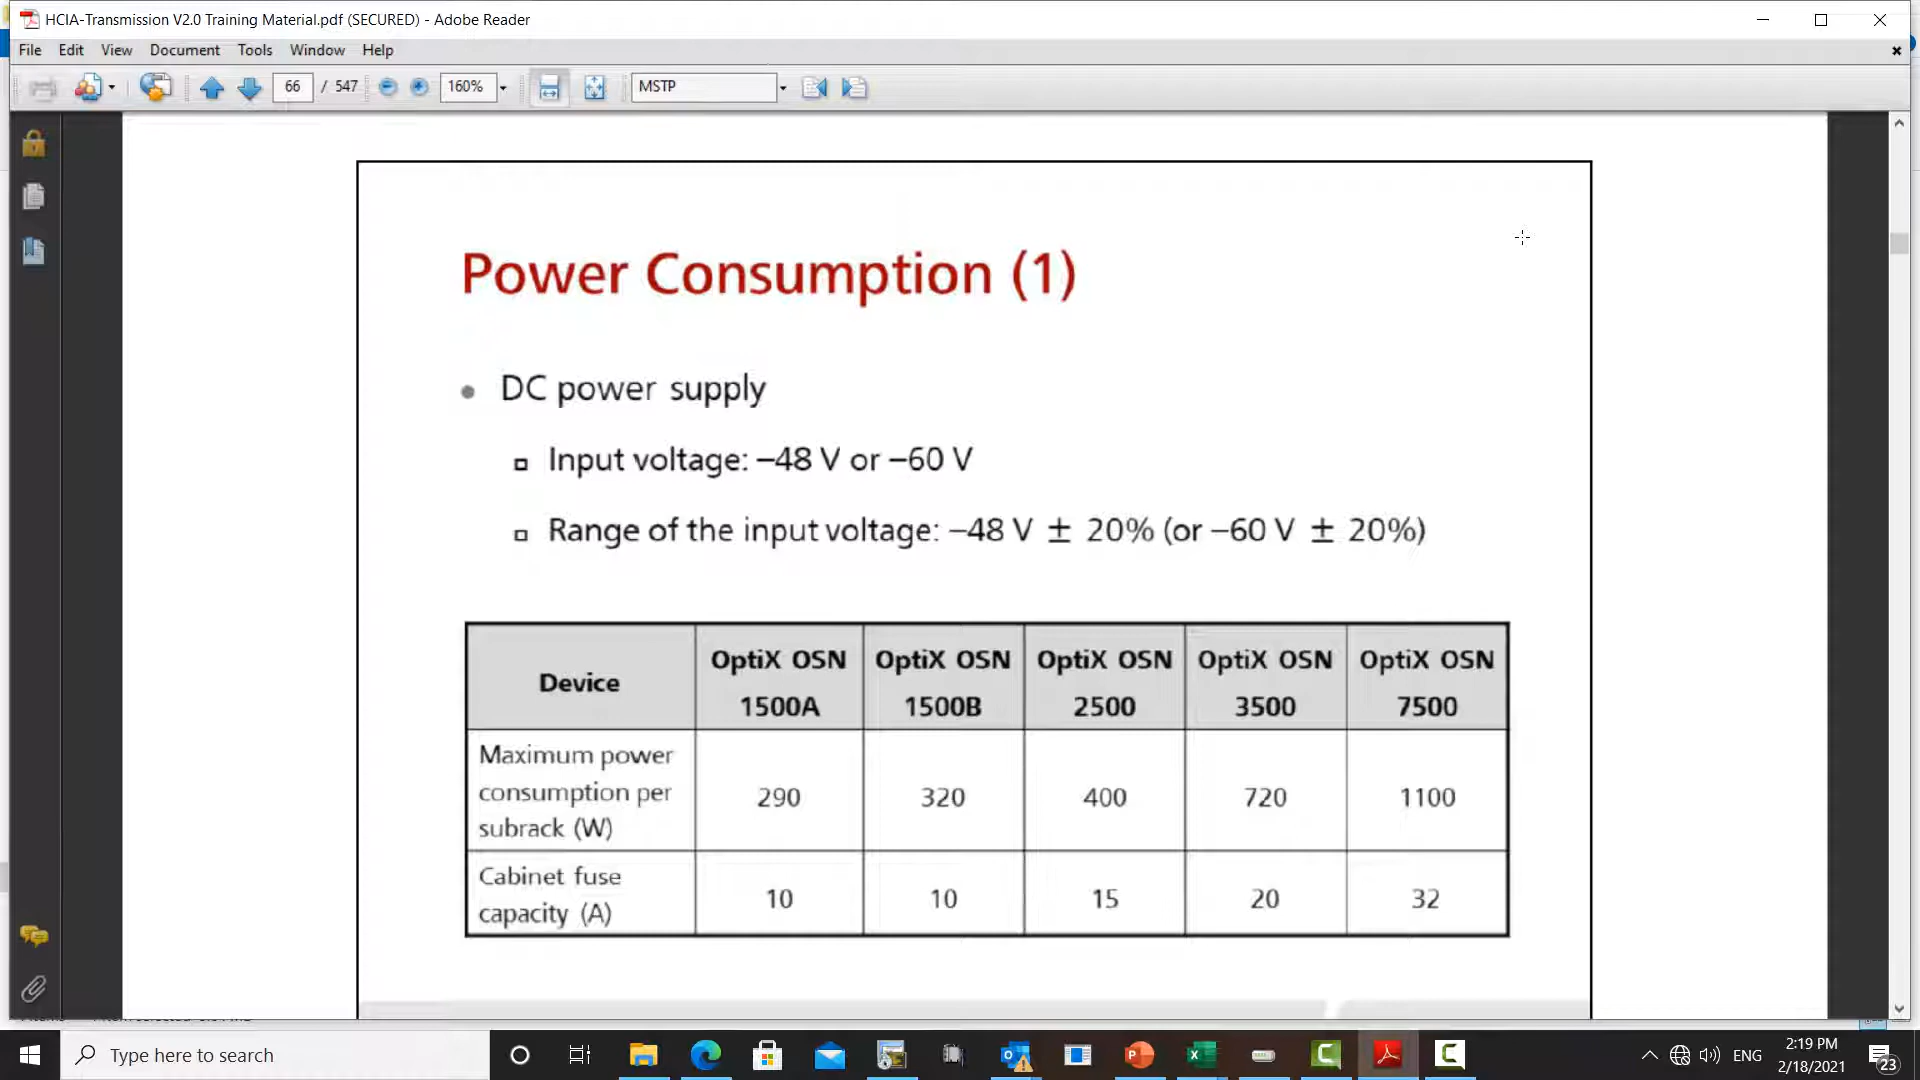 HCIA-Transmission V2.0 Training Material.pdf (SECURED) - Adobe Reader
File Edit View Document Tools Window Help
66 / 547 160% MSTP
Power Consumption (1)
DC power supply
Input voltage: –48 V or –60 V
Range of the input voltage: –48 V ± 20% (or –60 V ± 20%)
Device OptiX OSN 1500A OptiX OSN 1500B OptiX OSN 2500 OptiX OSN 3500 OptiX OSN 7500
Maximum power
consumption per
subrack (W) 290 320 400 720 1100
Cabinet fuse
capacity (A) 10 10 15 20 32
Type here to search
ENG
2:19 PM
2/18/2021
23